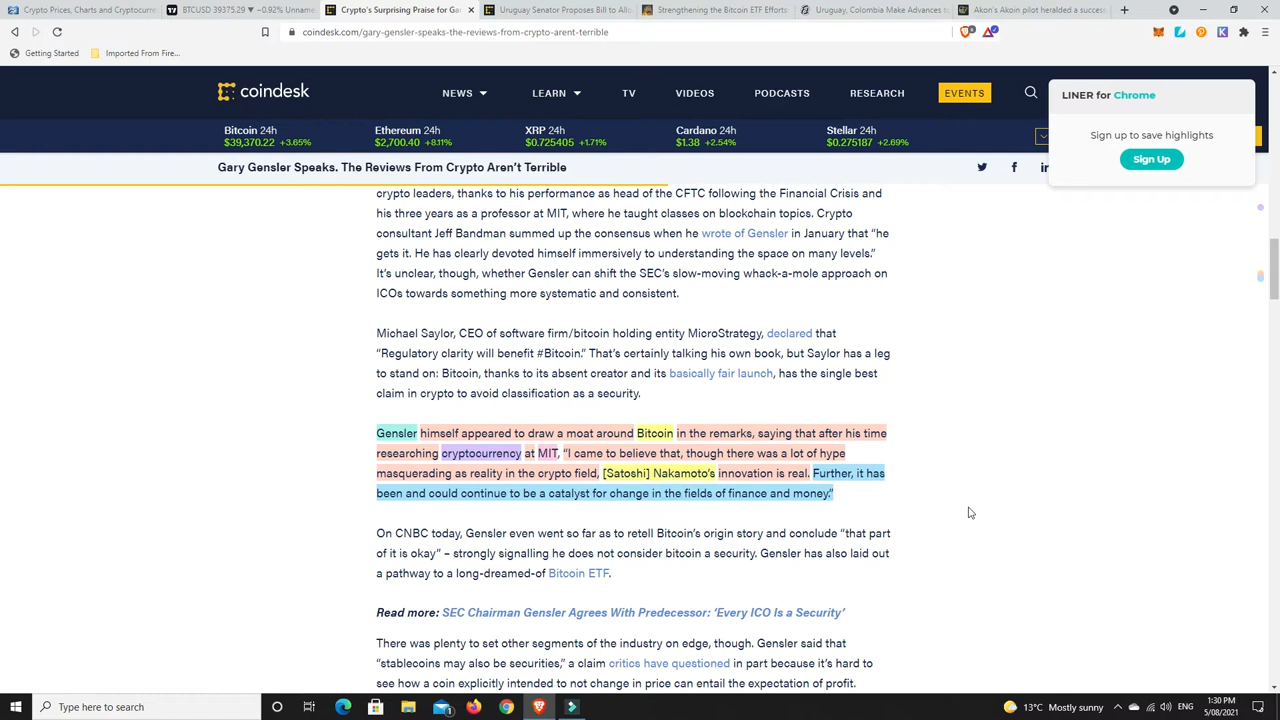 Crypto Prices, Charts and Cryptocurr
BTCUSD 39375.29 −0.92% Unname
Crypto's Surprising Praise for Gar
Uruguay Senator Proposes Bill to Allo
Strengthening the Bitcoin ETF Efforts
Uruguay, Colombia Make Advances to
Akon's Akoin pilot heralded a success
coindesk.com/gary-gensler-speaks-the-reviews-from-crypto-arent-terrible
Getting Started
Imported From Fire...
coindesk
NEWS
LEARN
TV
VIDEOS
PODCASTS
RESEARCH
EVENTS
LINER for Chrome
Sign up to save highlights
Sign Up
Bitcoin 24h
$39,370.22 +3.65%
Ethereum 24h
$2,700.40 +8.11%
XRP 24h
$0.725405 +1.71%
Cardano 24h
$1.38 +2.54%
Stellar 24h
$0.275187 +2.69%
Gary Gensler Speaks. The Reviews From Crypto Aren't Terrible
crypto leaders, thanks to his performance as head of the CFTC following the Financial Crisis and
his three years as a professor at MIT, where he taught classes on blockchain topics. Crypto
consultant Jeff Bandman summed up the consensus when he wrote of Gensler in January that "he
gets it. He has clearly devoted himself immersively to understanding the space on many levels."
It's unclear, though, whether Gensler can shift the SEC's slow-moving whack-a-mole approach on
ICOs towards something more systematic and consistent.
Michael Saylor, CEO of software firm/bitcoin holding entity MicroStrategy, declared that
"Regulatory clarity will benefit #Bitcoin." That's certainly talking his own book, but Saylor has a leg
to stand on: Bitcoin, thanks to its absent creator and its basically fair launch, has the single best
claim in crypto to avoid classification as a security.
Gensler himself appeared to draw a moat around Bitcoin in the remarks, saying that after his time
researching cryptocurrency at MIT, "I came to believe that, though there was a lot of hype
masquerading as reality in the crypto field, [Satoshi] Nakamoto's innovation is real. Further, it has
been and could continue to be a catalyst for change in the fields of finance and money."
On CNBC today, Gensler even went so far as to retell Bitcoin's origin story and conclude "that part
of it is okay" – strongly signalling he does not consider bitcoin a security. Gensler has also laid out
a pathway to a long-dreamed-of Bitcoin ETF.
Read more: SEC Chairman Gensler Agrees With Predecessor: 'Every ICO Is a Security'
There was plenty to set other segments of the industry on edge, though. Gensler said that
"stablecoins may also be securities," a claim critics have questioned in part because it's hard to
see how a coin explicitly intended to not change in price can entail the expectation of profit.
Type here to search
13°C Mostly sunny
1:30 PM
5/08/2021